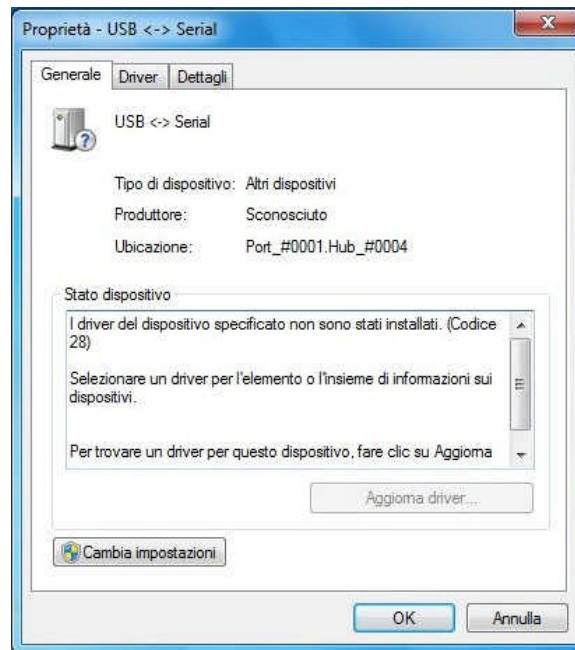 Proprietà - USB <-> Serial
Generale
Driver
Dettagli
USB <-> Serial
Tipo di dispositivo: Altri dispositivi
Produttore: Sconosciuto
Ubicazione: Port_#0001.Hub_#0004
Stato dispositivo
I driver del dispositivo specificato non sono stati installati. (Codice
28)
Selezionare un driver per l'elemento o l'insieme di informazioni sui
dispositivi.
Per trovare un driver per questo dispositivo, fare clic su Aggiorna
Aggiorna driver...
Cambia impostazioni
OK
Annulla